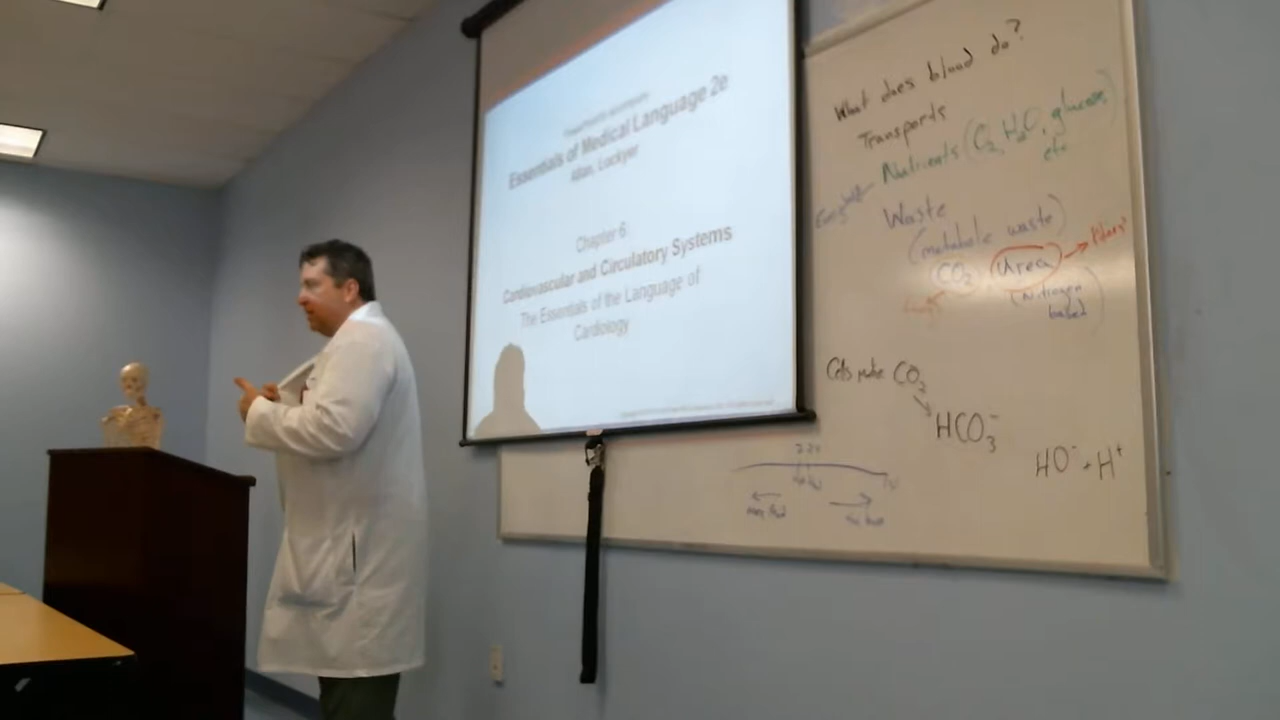 Essentials of Medical Language 2e
Allan, Lockyer
Chapter 6
Cardiovascular and Circulatory Systems
The Essentials of the Language of
Cardiology
What does blood do?
Transports
Nutrients (O₂, H₂O, glucose,
etc
Waste
(metabolic waste)
CO₂ Urea
(Nitrogen
based)
Cells make CO₂
HCO₃⁻
HO⁻ + H⁺